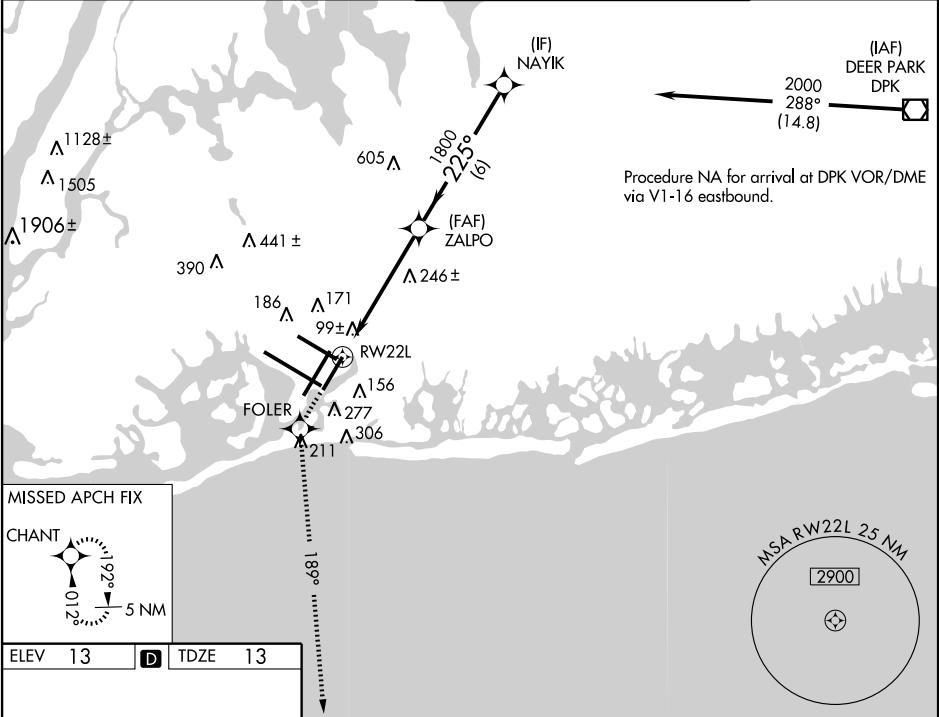 (IF)
NAYIK
(IAF)
DEER PARK
DPK
2000
288°
(14.8)
1128±
1505
1906±
605
1800
225°
(6)
Procedure NA for arrival at DPK VOR/DME
via V1-16 eastbound.
(FAF)
ZALPO
441±
390
246±
186
171
99±
RW22L
156
FOLER
277
306
211
MISSED APCH FIX
CHANT
192°
012°
5 NM
189°
MSA RW22L 25 NM
2900
ELEV 13 D TDZE 13